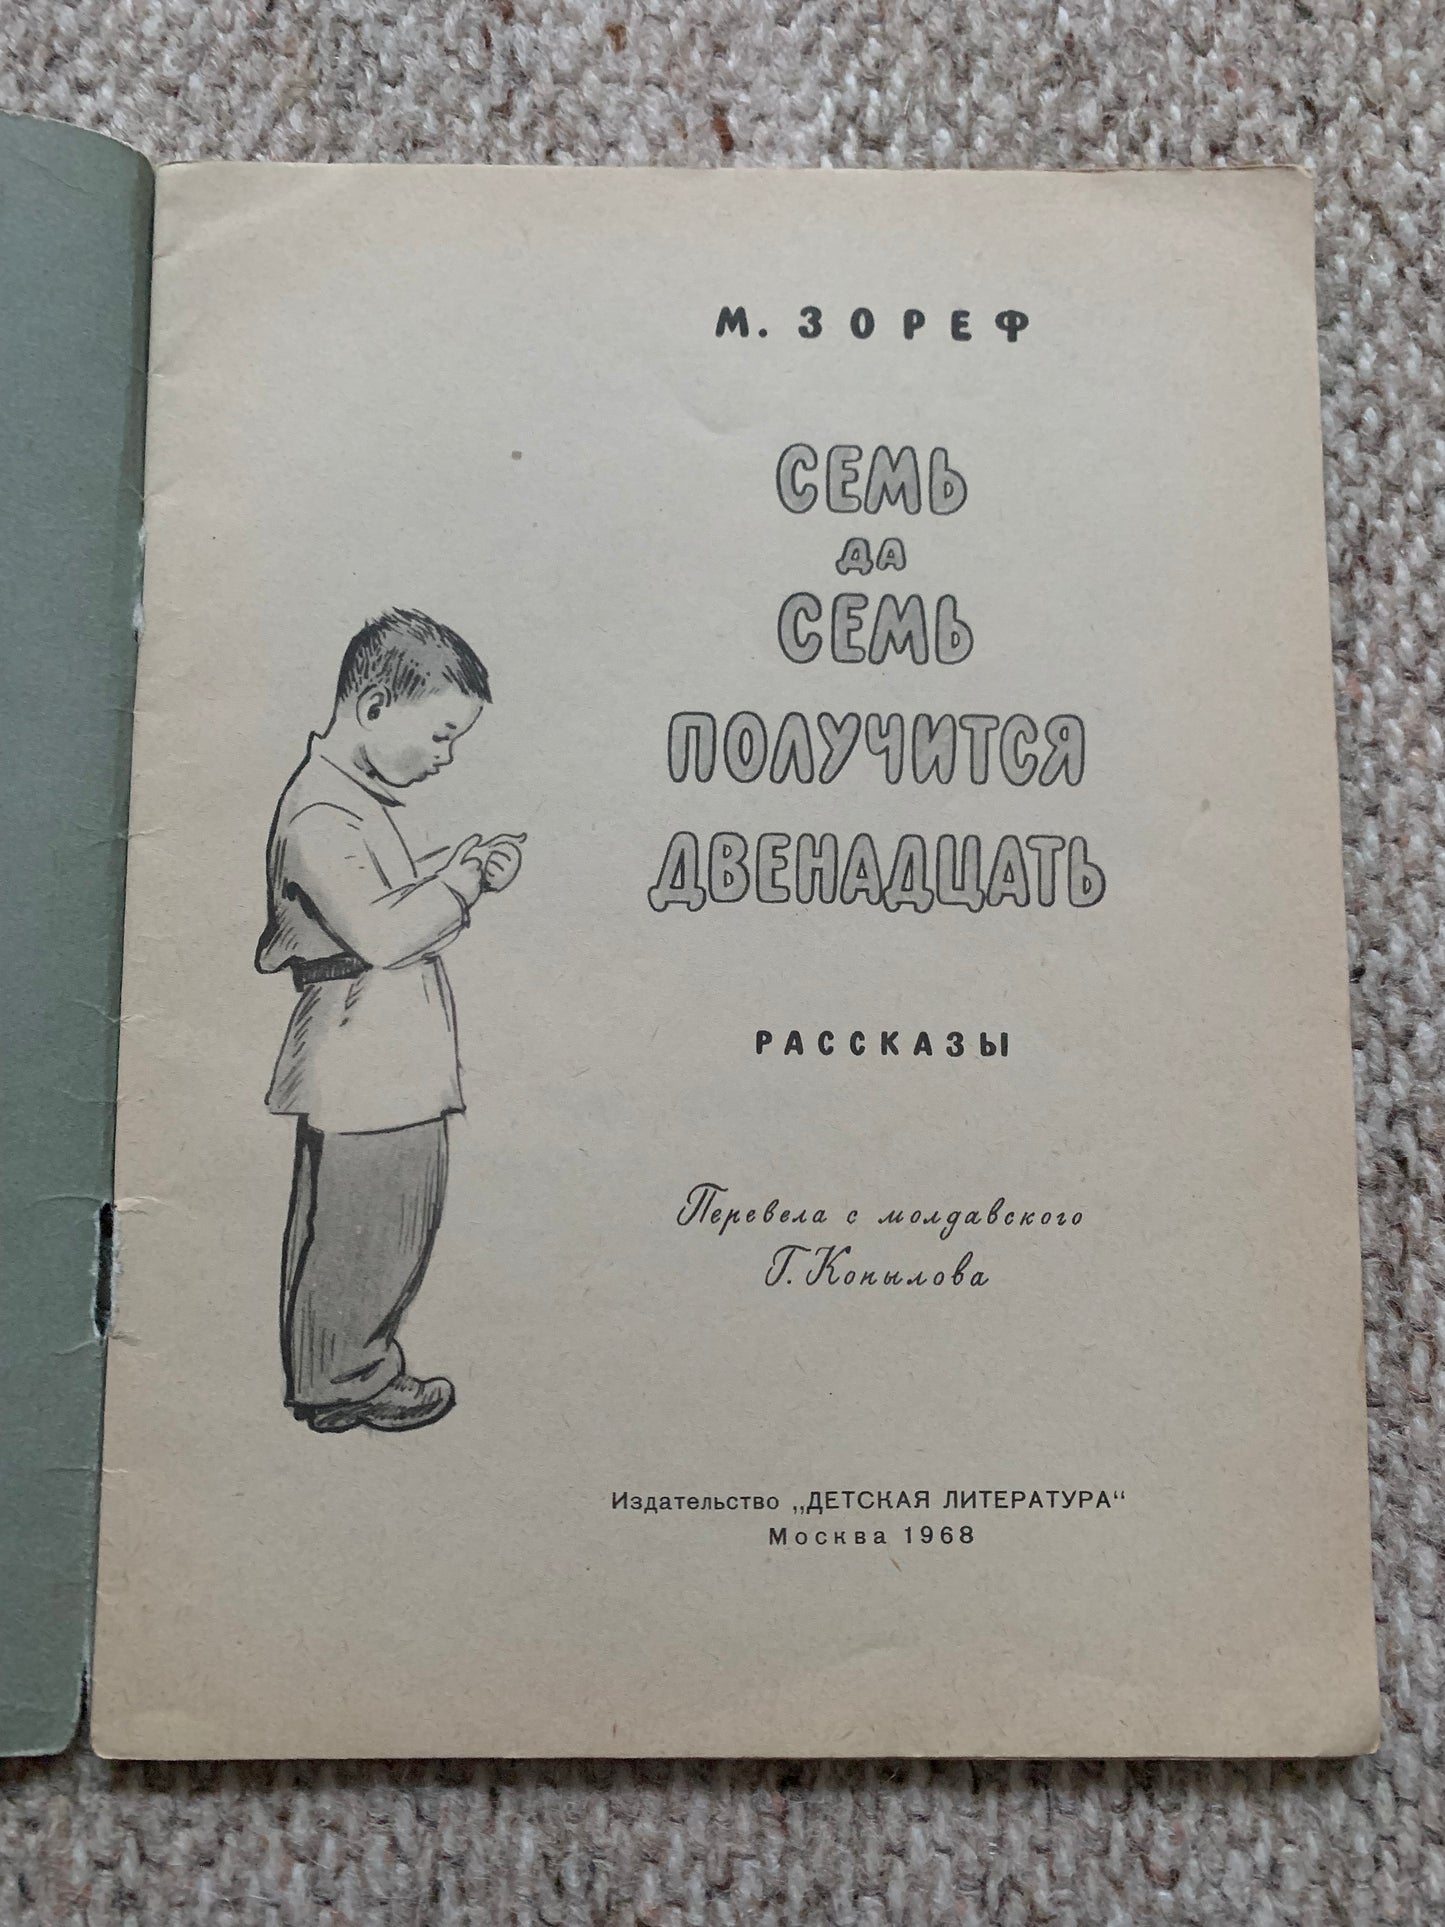 М. ЗОРЕФ
СЕМЬ
ДА
СЕМЬ
ПОЛУЧИТСЯ
ДВЕНАДЦАТЬ
РАССКАЗЫ
Перевела с молдавского
Г. Копылова
Издательство „ДЕТСКАЯ ЛИТЕРАТУРА“
Москва 1968